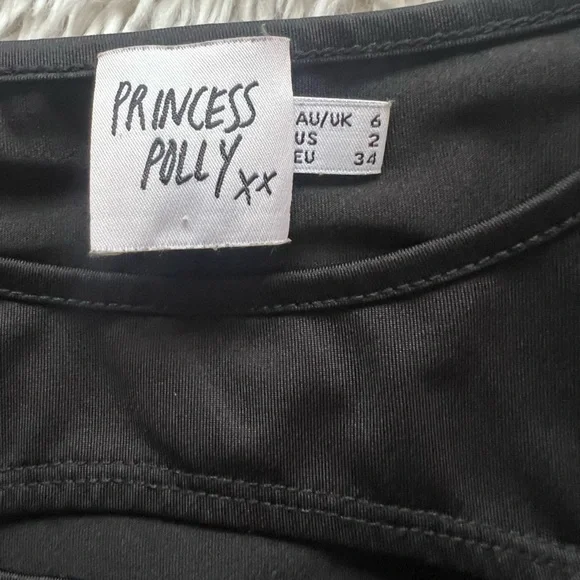 PRINCESS
POLLY xx
AU/UK 6
US 2
EU 34